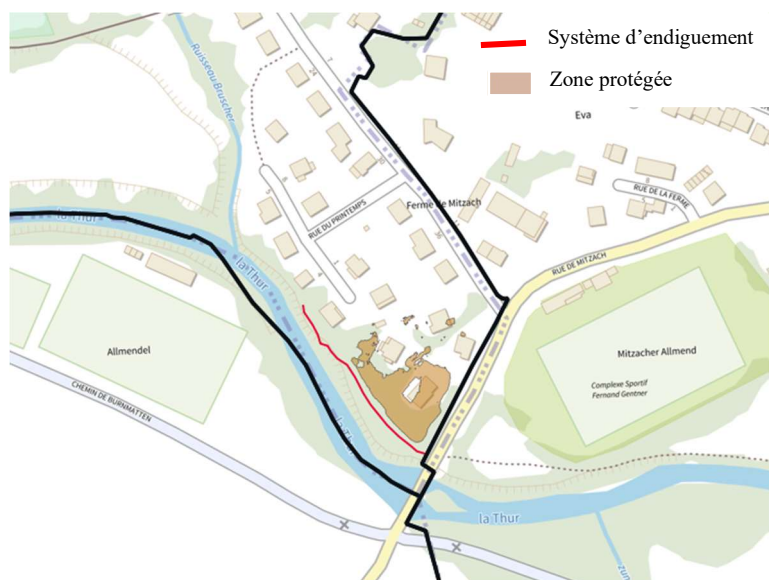 Système d'endiguement
Zone protégée
Eva
Ruisseau Bruscher
RUE DE LA FERME
Ferme de Mitzach
RUE DU PRINTEMPS
la Thur
la Thur
RUE DE MITZACH
Allmendel
Mitzacher Allmend
Complexe Sportif
Fernand Gentner
CHEMIN DE BURNMATTEN
la Thur
la Thur